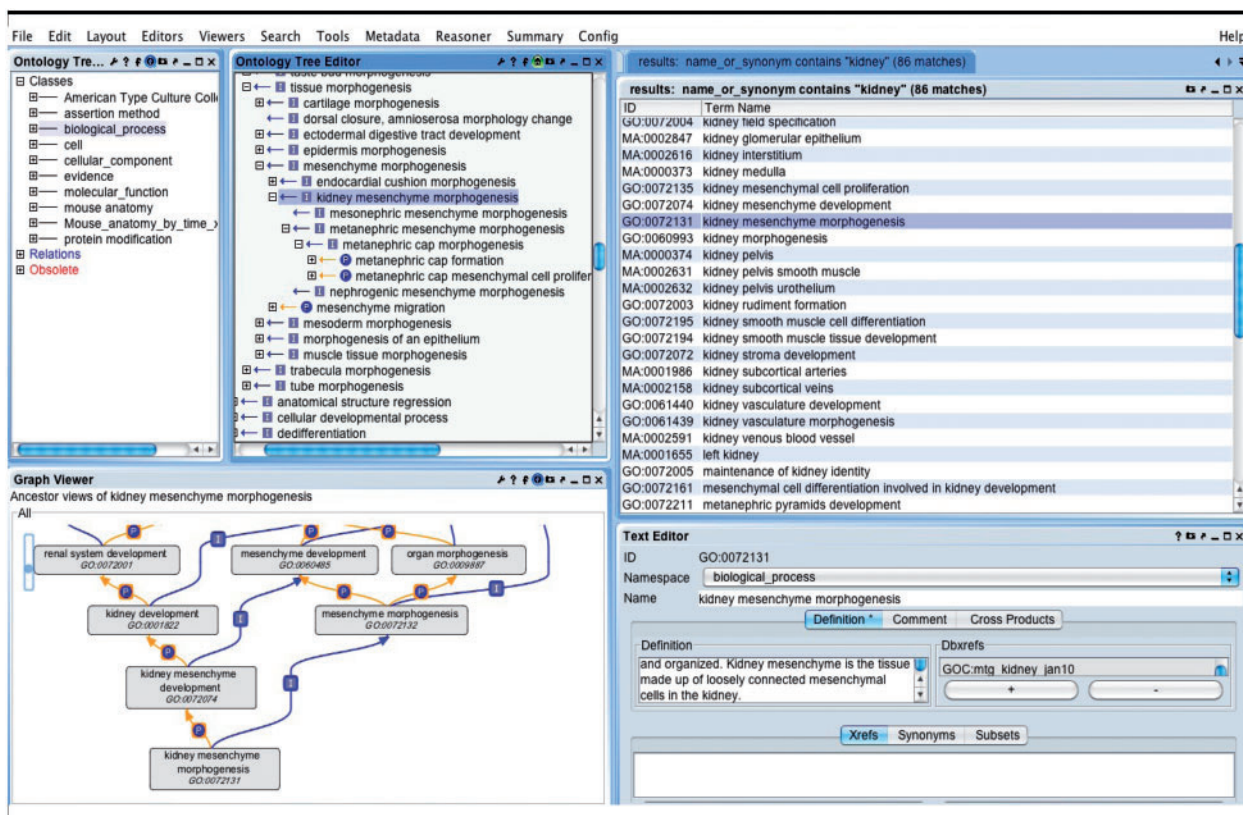 File Edit Layout Editors Viewers Search Tools Metadata Reasoner Summary Config Help
Ontology Tre...
Classes
American Type Culture Coll
assertion method
biological_process
cell
cellular_component
evidence
molecular_function
mouse anatomy
Mouse_anatomy_by_time_x
protein modification
Relations
Obsolete
Ontology Tree Editor
taste bud morphogenesis
tissue morphogenesis
cartilage morphogenesis
dorsal closure, amnioserosa morphology change
ectodermal digestive tract development
epidermis morphogenesis
mesenchyme morphogenesis
endocardial cushion morphogenesis
kidney mesenchyme morphogenesis
mesonephric mesenchyme morphogenesis
metanephric mesenchyme morphogenesis
metanephric cap morphogenesis
P metanephric cap formation
P metanephric cap mesenchymal cell prolifer
nephrogenic mesenchyme morphogenesis
P mesenchyme migration
mesoderm morphogenesis
morphogenesis of an epithelium
muscle tissue morphogenesis
trabecula morphogenesis
tube morphogenesis
anatomical structure regression
cellular developmental process
dedifferentiation
results: name_or_synonym contains "kidney" (86 matches)
results: name_or_synonym contains "kidney" (86 matches)
ID Term Name
GO:0072004 kidney field specification
MA:0002847 kidney glomerular epithelium
MA:0002616 kidney interstitium
MA:0000373 kidney medulla
GO:0072135 kidney mesenchymal cell proliferation
GO:0072074 kidney mesenchyme development
GO:0072131 kidney mesenchyme morphogenesis
GO:0060993 kidney morphogenesis
MA:0000374 kidney pelvis
MA:0002631 kidney pelvis smooth muscle
MA:0002632 kidney pelvis urothelium
GO:0072003 kidney rudiment formation
GO:0072195 kidney smooth muscle cell differentiation
GO:0072194 kidney smooth muscle tissue development
GO:0072072 kidney stroma development
MA:0001986 kidney subcortical arteries
MA:0002158 kidney subcortical veins
GO:0061440 kidney vasculature development
GO:0061439 kidney vasculature morphogenesis
MA:0002591 kidney venous blood vessel
MA:0001655 left kidney
GO:0072005 maintenance of kidney identity
GO:0072161 mesenchymal cell differentiation involved in kidney development
GO:0072211 metanephric pyramids development
Graph Viewer
Ancestor views of kidney mesenchyme morphogenesis
All
P P P
renal system development
GO:0072001
mesenchyme development
GO:0060485
organ morphogenesis
GO:0009887
P I P P I
kidney development
GO:0001822
mesenchyme morphogenesis
GO:0072132
P
kidney mesenchyme
development
GO:0072074
I
P
kidney mesenchyme
morphogenesis
GO:0072131
Text Editor
ID GO:0072131
Namespace biological_process
Name kidney mesenchyme morphogenesis
Definition * Comment Cross Products
Definition
and organized. Kidney mesenchyme is the tissue
made up of loosely connected mesenchymal
cells in the kidney.
Dbxrefs
GOC:mtg_kidney_jan10
+ -
Xrefs Synonyms Subsets